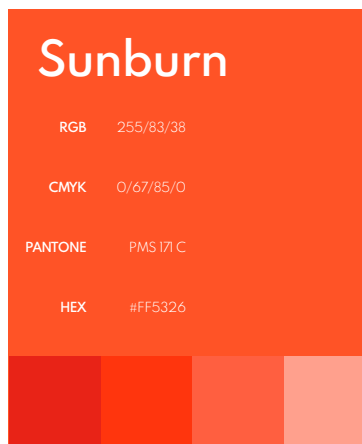 Sunburn
RGB 255/83/38
CMYK 0/67/85/0
PANTONE PMS 171 C
HEX #FF5326